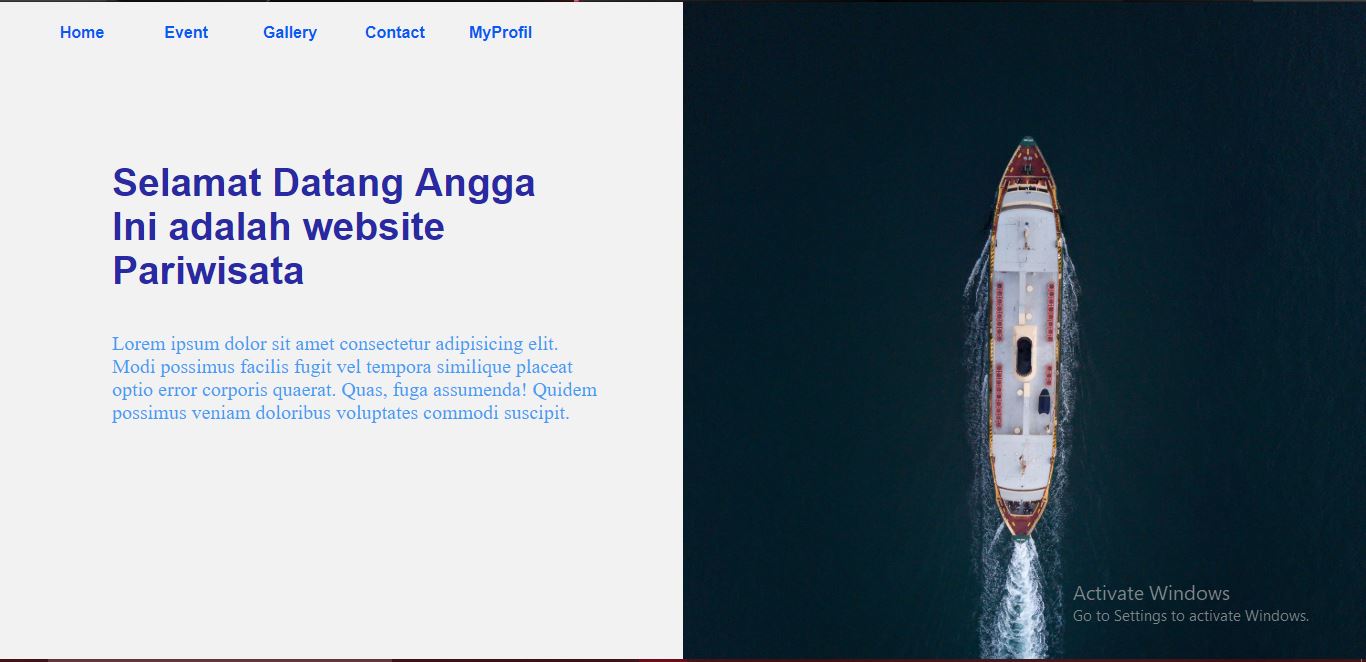 Home Event Gallery Contact MyProfil
Selamat Datang Angga
Ini adalah website
Pariwisata
Lorem ipsum dolor sit amet consectetur adipisicing elit.
Modi possimus facilis fugit vel tempora similique placeat
optio error corporis quaerat. Quas, fuga assumenda! Quidem
possimus veniam doloribus voluptates commodi suscipit.
Activate Windows
Go to Settings to activate Windows.